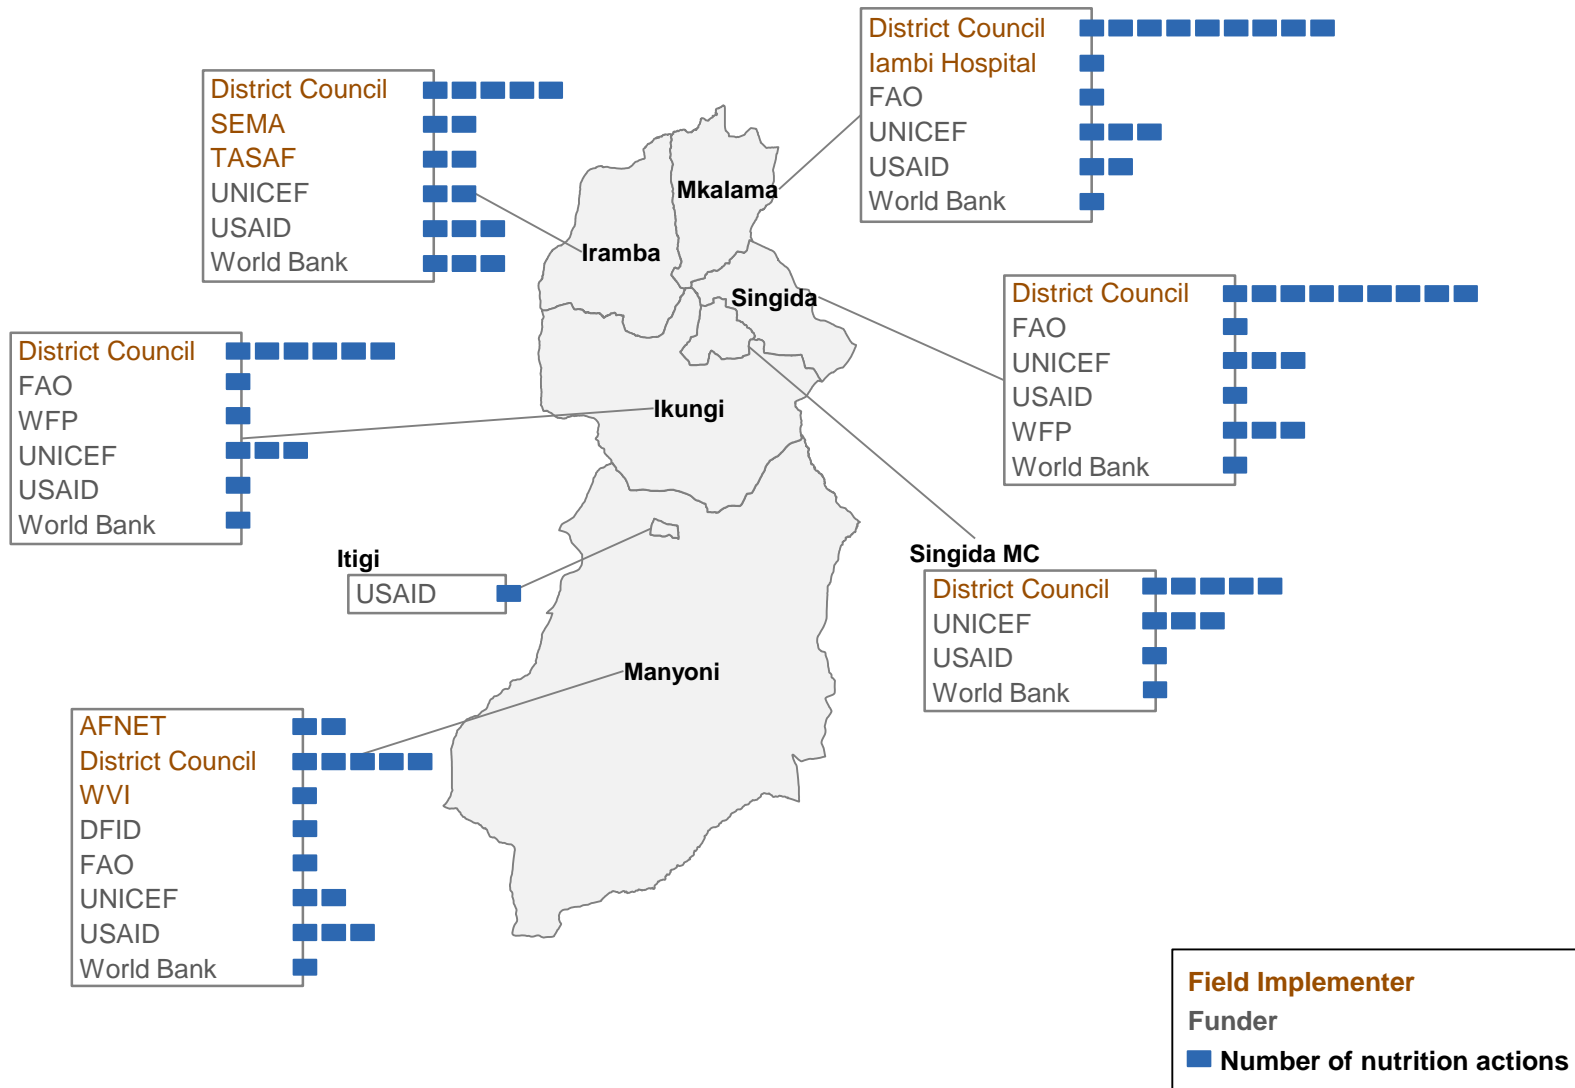 District Council
Iambi Hospital
FAO
UNICEF
USAID
World Bank
District Council
SEMA
TASAF
UNICEF
USAID
World Bank
Mkalama
Iramba
Singida
District Council
FAO
UNICEF
USAID
WFP
World Bank
District Council
FAO
WFP
UNICEF
USAID
World Bank
Ikungi
Itigi
USAID
Singida MC
District Council
UNICEF
USAID
World Bank
Manyoni
AFNET
District Council
WVI
DFID
FAO
UNICEF
USAID
World Bank
Field Implementer
Funder
Number of nutrition actions